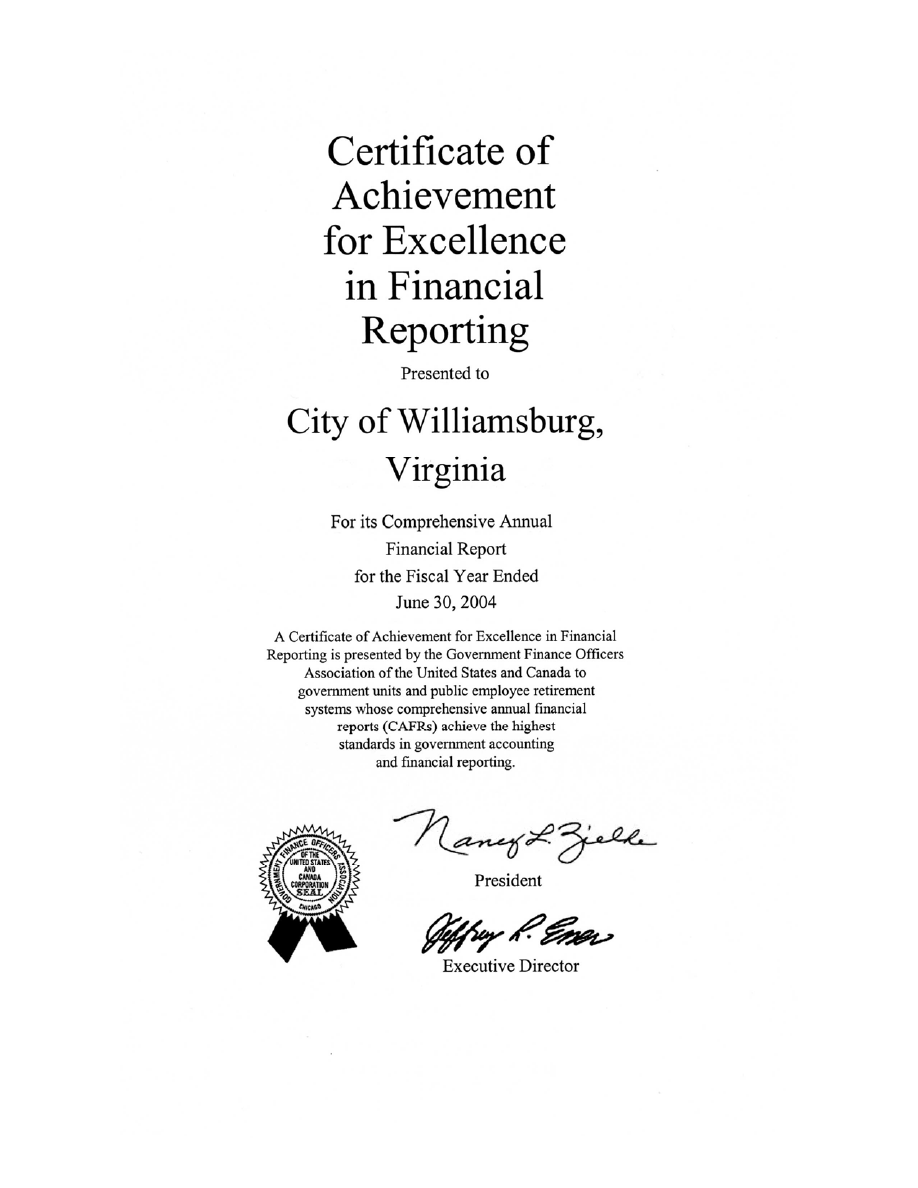 Certificate of
Achievement
for Excellence
in Financial
Reporting
Presented to
City of Williamsburg,
Virginia
For its Comprehensive Annual
Financial Report
for the Fiscal Year Ended
June 30, 2004
A Certificate of Achievement for Excellence in Financial
Reporting is presented by the Government Finance Officers
Association of the United States and Canada to
government units and public employee retirement
systems whose comprehensive annual financial
reports (CAFRs) achieve the highest
standards in government accounting
and financial reporting.
GOVERNMENT FINANCE OFFICERS ASSOCIATION
OF THE
UNITED STATES
AND
CANADA
CORPORATION
SEAL
CHICAGO
Nancy L. Zielke
President
Jeffrey R. Ener
Executive Director